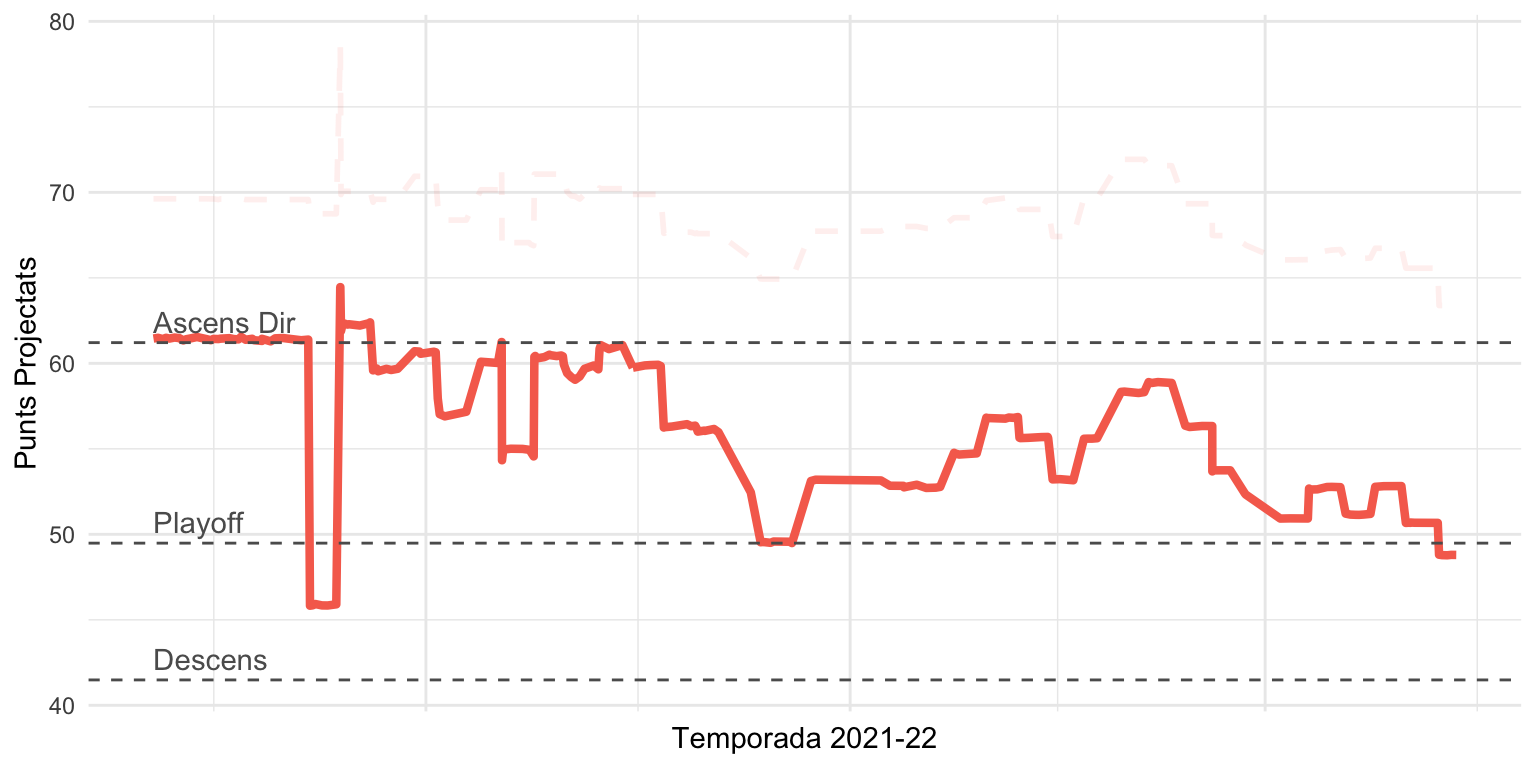 80
70
60
50
40
Punts Projectats
Ascens Dir
Playoff
Descens
Temporada 2021-22